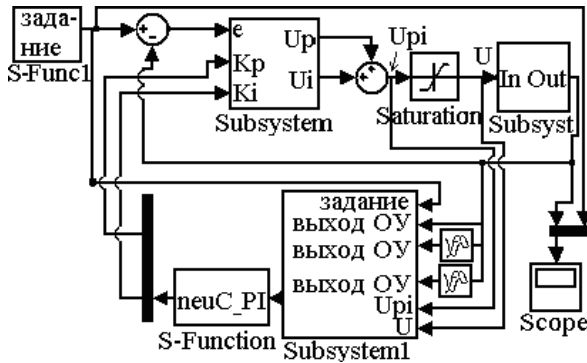 зада-
ние
S-Func1
e
Kp
Ki
Up
Ui
Subsystem
Upi
Saturation
U
In Out
Subsyst
задание
выход ОУ
выход ОУ
выход ОУ
Upi
U
Subsystem1
neuC_PI
S-Function
Scope